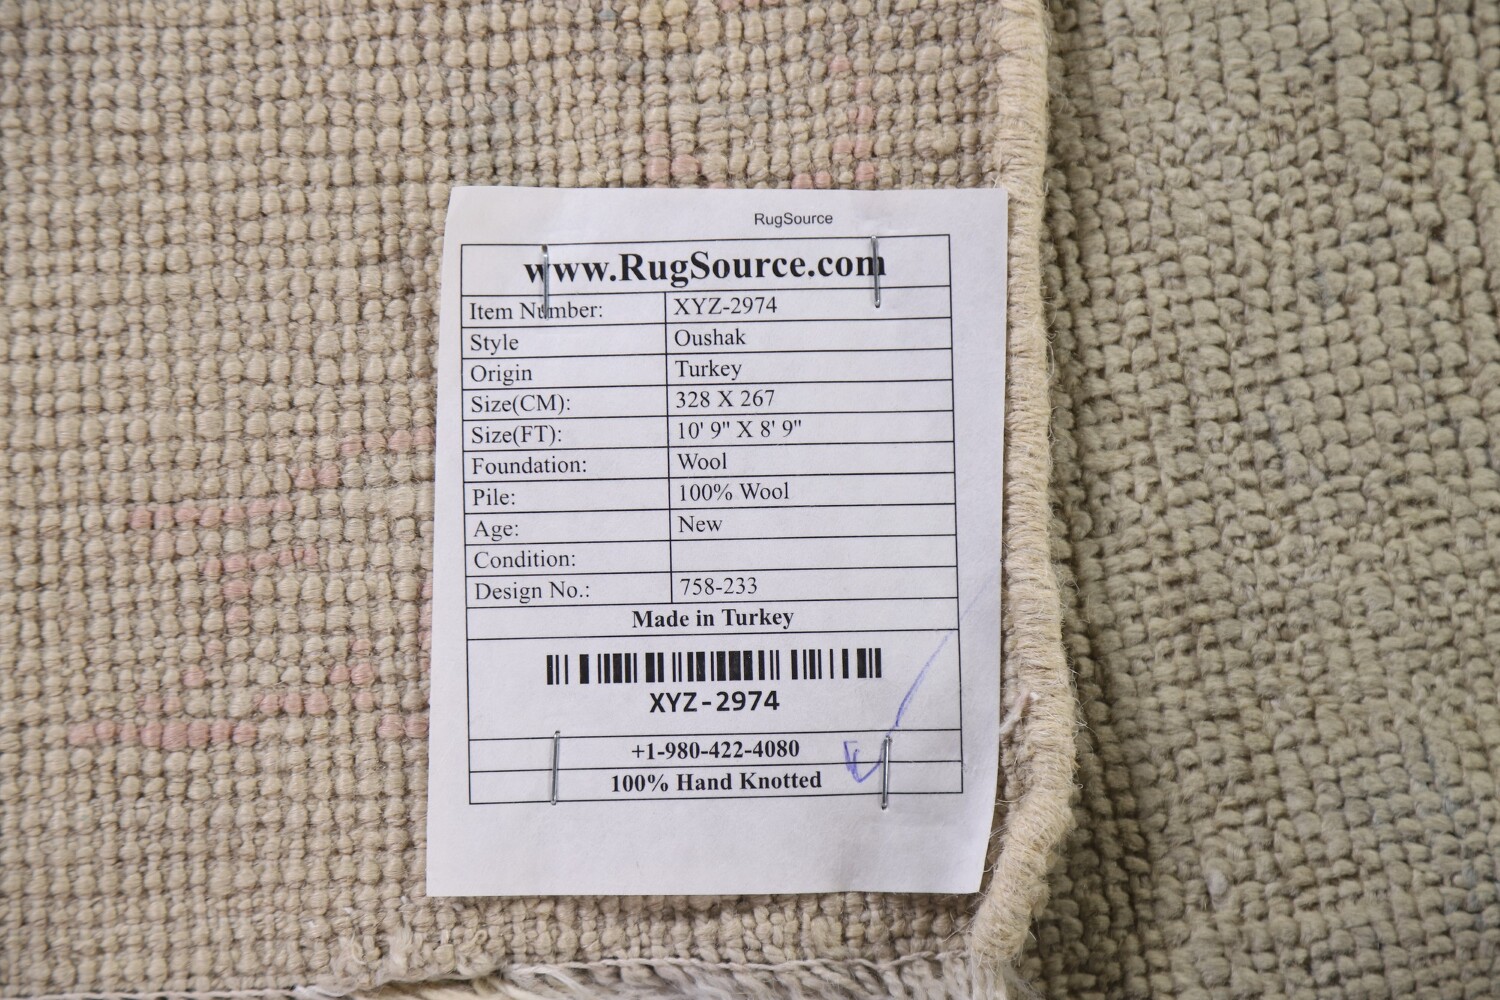 RugSource
www.RugSource.com
Item Number: XYZ-2974
Style Oushak
Origin Turkey
Size(CM): 328 X 267
Size(FT): 10' 9" X 8' 9"
Foundation: Wool
Pile: 100% Wool
Age: New
Condition:
Design No.: 758-233
Made in Turkey
XYZ-2974
+1-980-422-4080
100% Hand Knotted